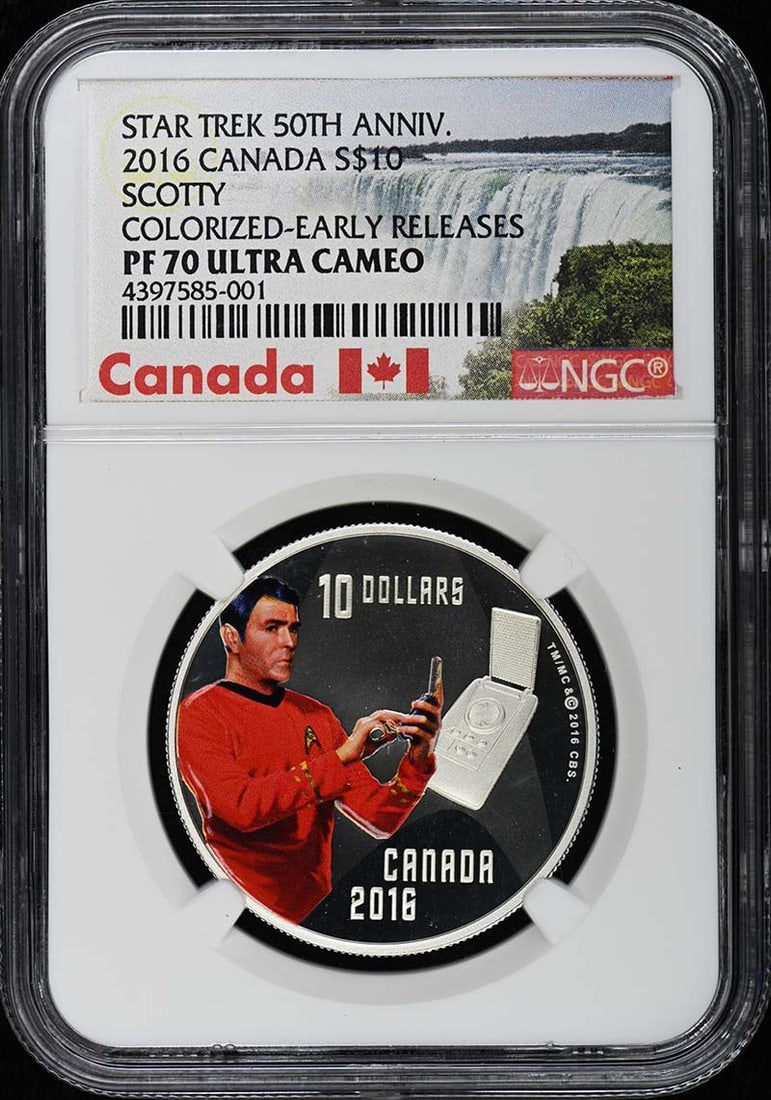 STAR TREK 50TH ANNIV.
2016 CANADA S$10
SCOTTY
COLORIZED-EARLY RELEASES
PF 70 ULTRA CAMEO
4397585-001
Canada
NGC®
10 DOLLARS
TM/MC & © 2016 CBS.
CANADA
2016